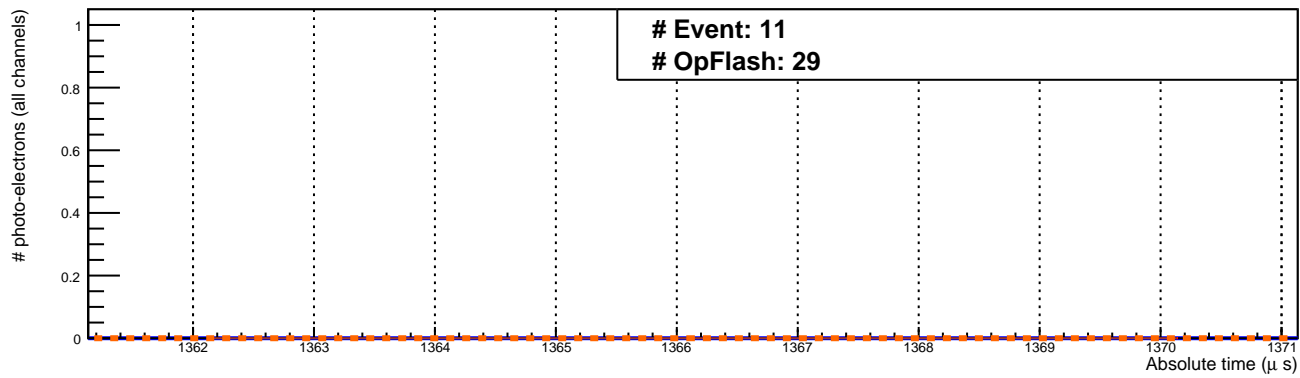 # Event: 11
# OpFlash: 29
# photo-electrons (all channels)
1
0.8
0.6
0.4
0.2
0
1362 1363 1364 1365 1366 1367 1368 1369 1370 1371
Absolute time (μ s)